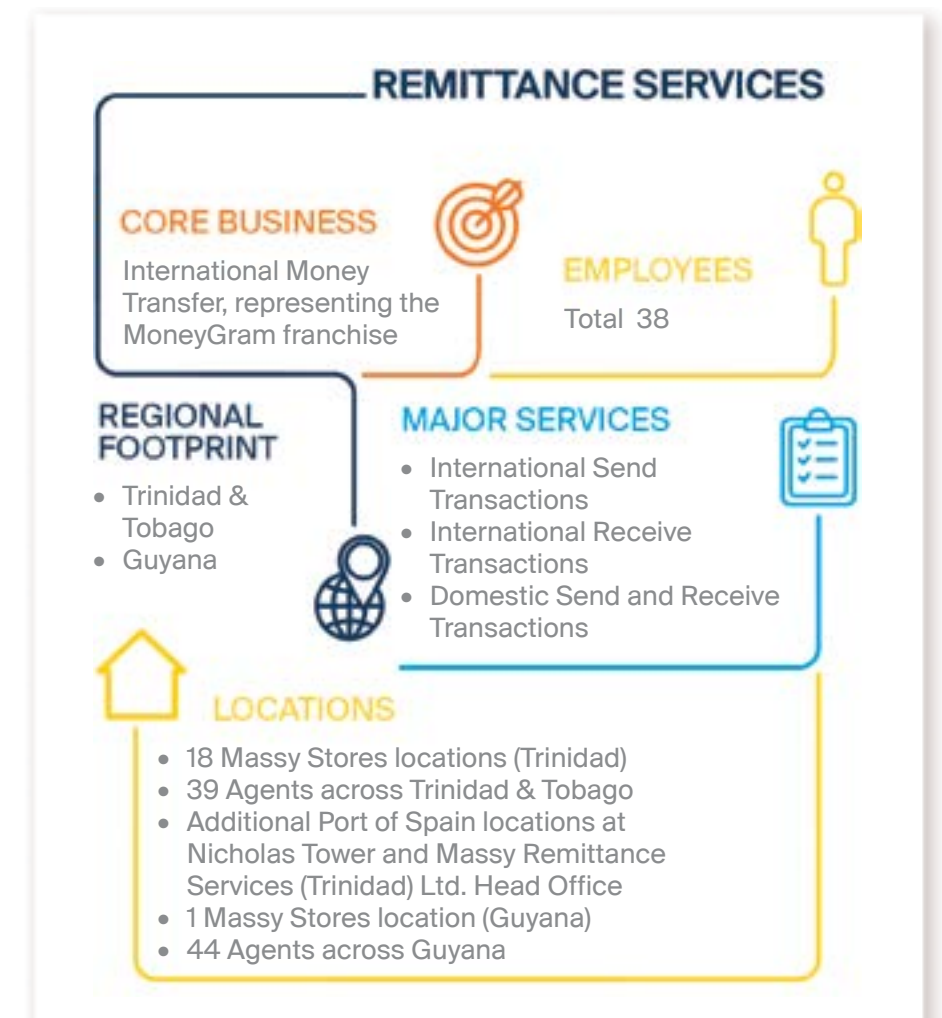 REMITTANCE SERVICES
CORE BUSINESS
International Money
Transfer, representing the
MoneyGram franchise
EMPLOYEES
Total 38
REGIONAL
FOOTPRINT
• Trinidad &
Tobago
• Guyana
MAJOR SERVICES
• International Send
Transactions
• International Receive
Transactions
• Domestic Send and Receive
Transactions
LOCATIONS
• 18 Massy Stores locations (Trinidad)
• 39 Agents across Trinidad & Tobago
• Additional Port of Spain locations at
Nicholas Tower and Massy Remittance
Services (Trinidad) Ltd. Head Office
• 1 Massy Stores location (Guyana)
• 44 Agents across Guyana